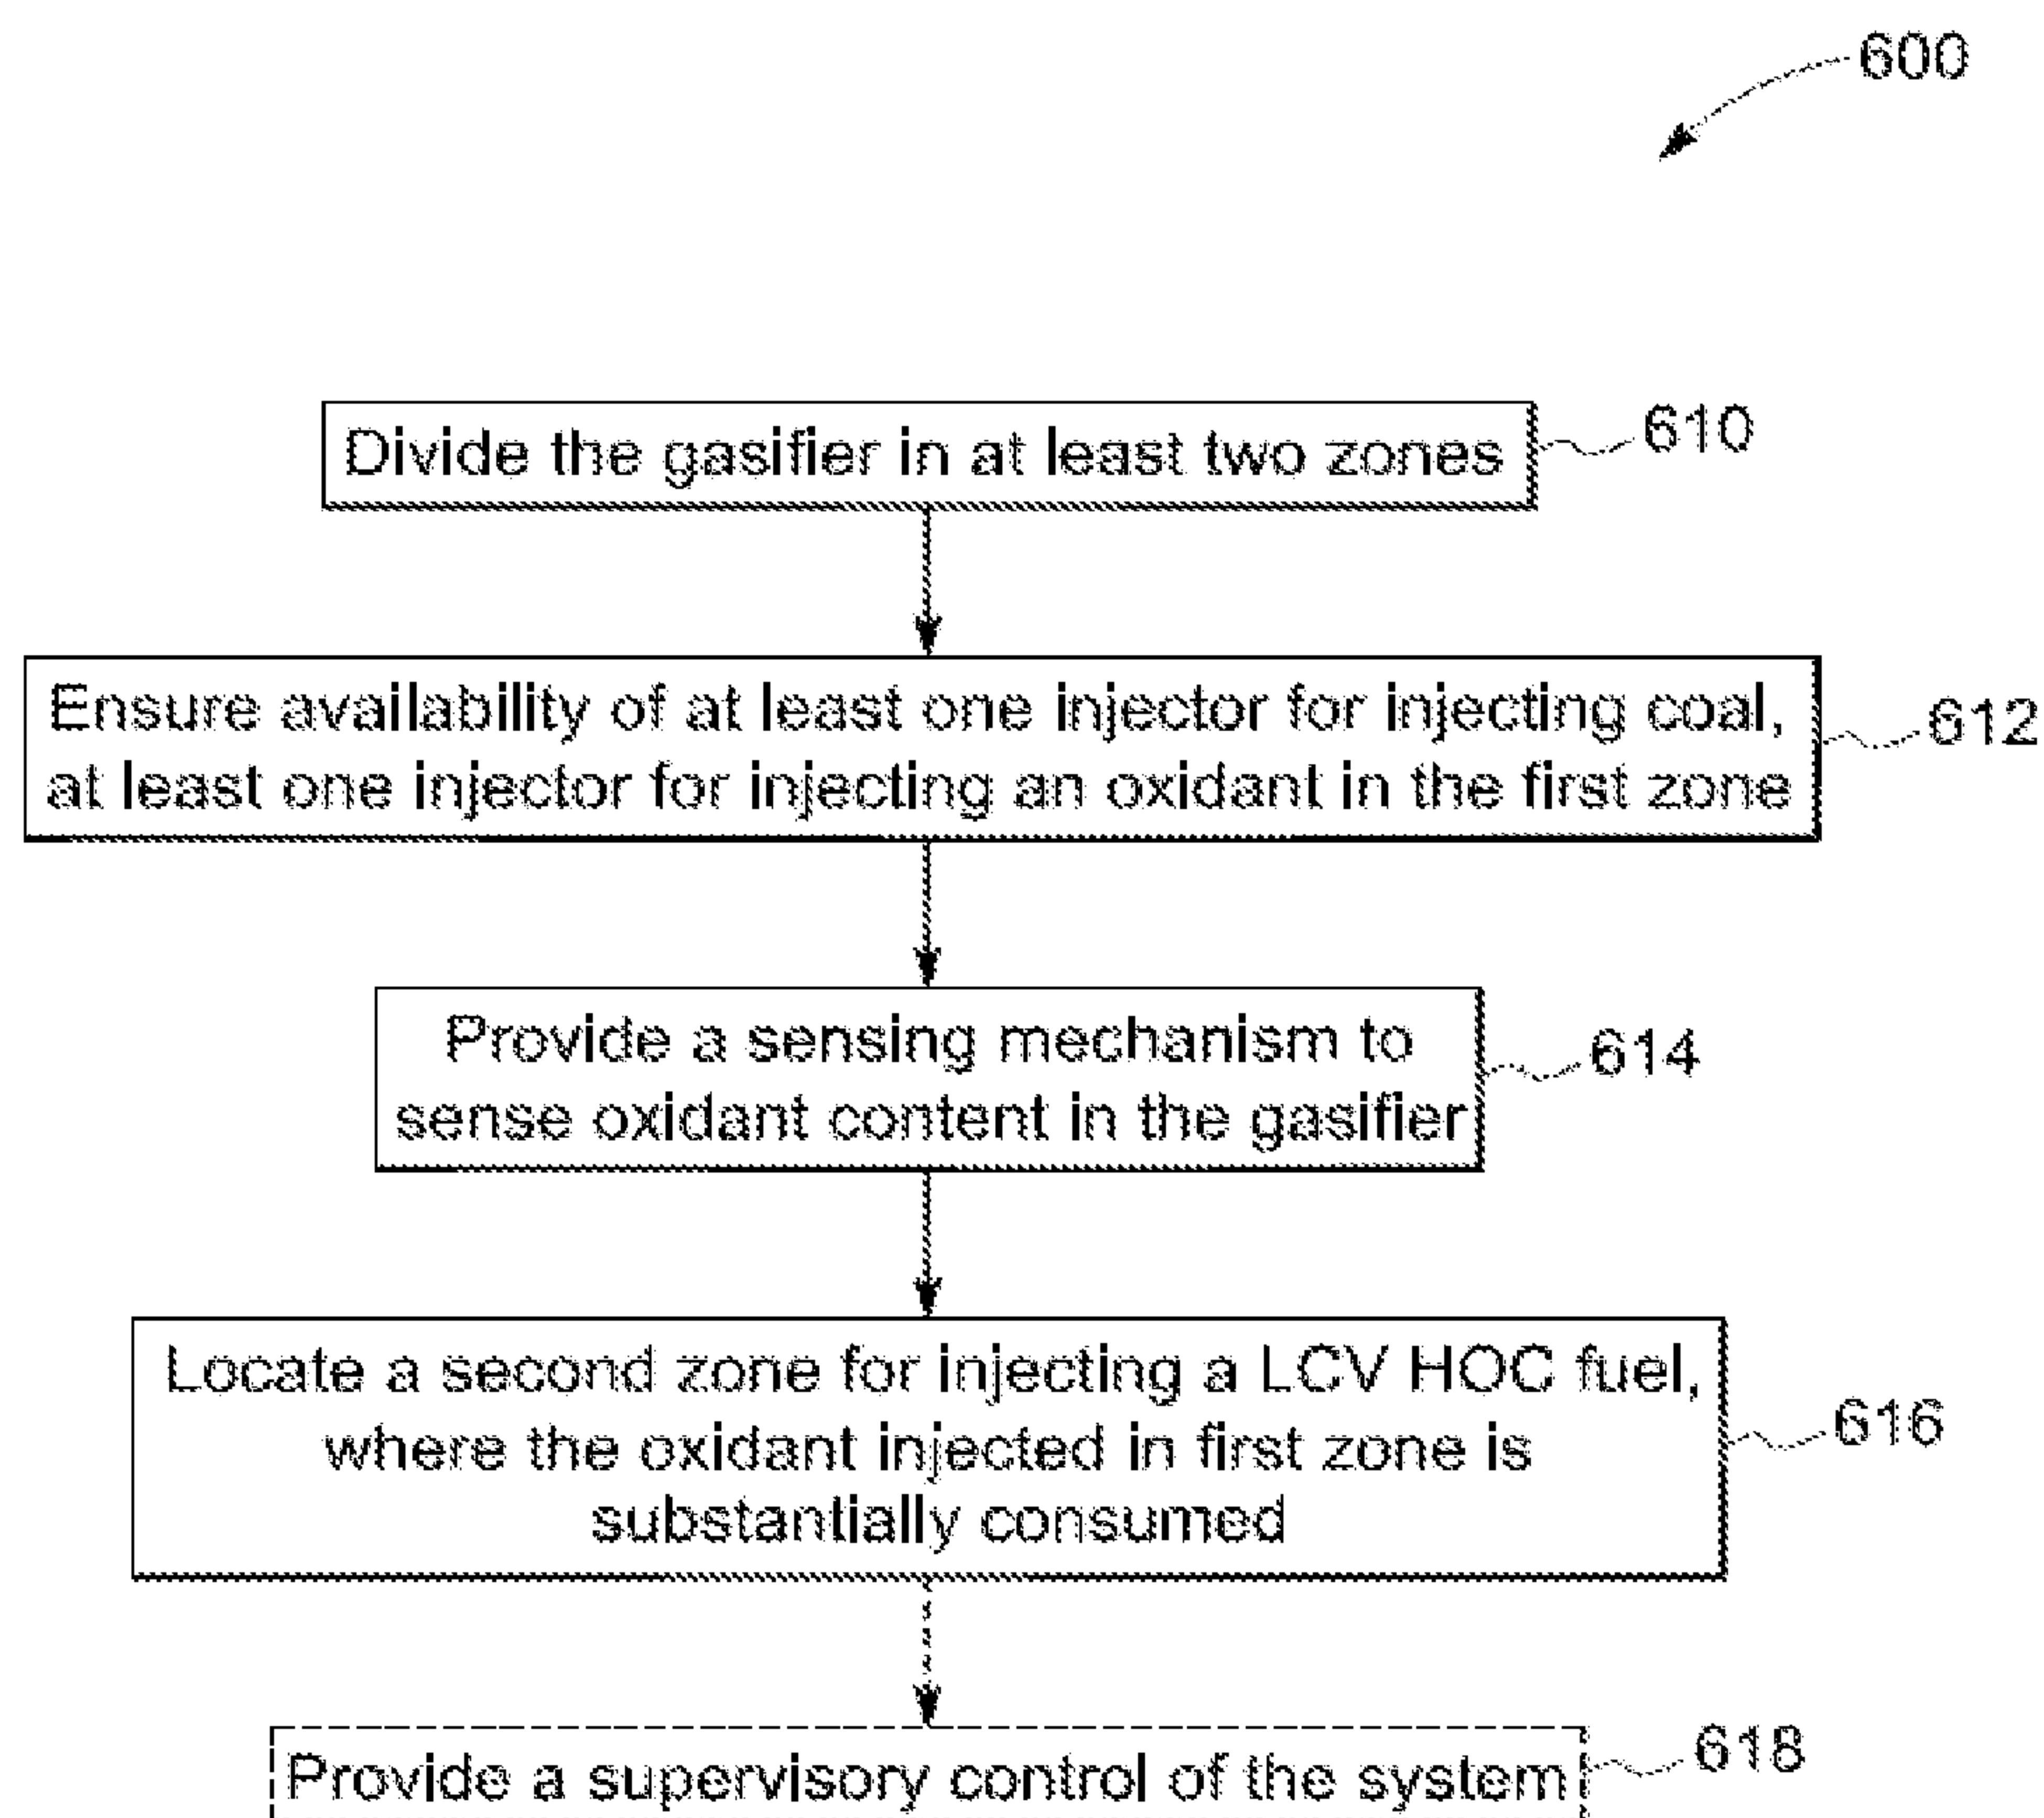 600
Divide the gasifier in at least two zones
610
Ensure availability of at least one injector for injecting coal,
at least one injector for injecting an oxidant in the first zone
612
Provide a sensing mechanism to
sense oxidant content in the gasifier
614
Locate a second zone for injecting a LCV HOC fuel,
where the oxidant injected in first zone is
substantially consumed
616
Provide a supervisory control of the system
618